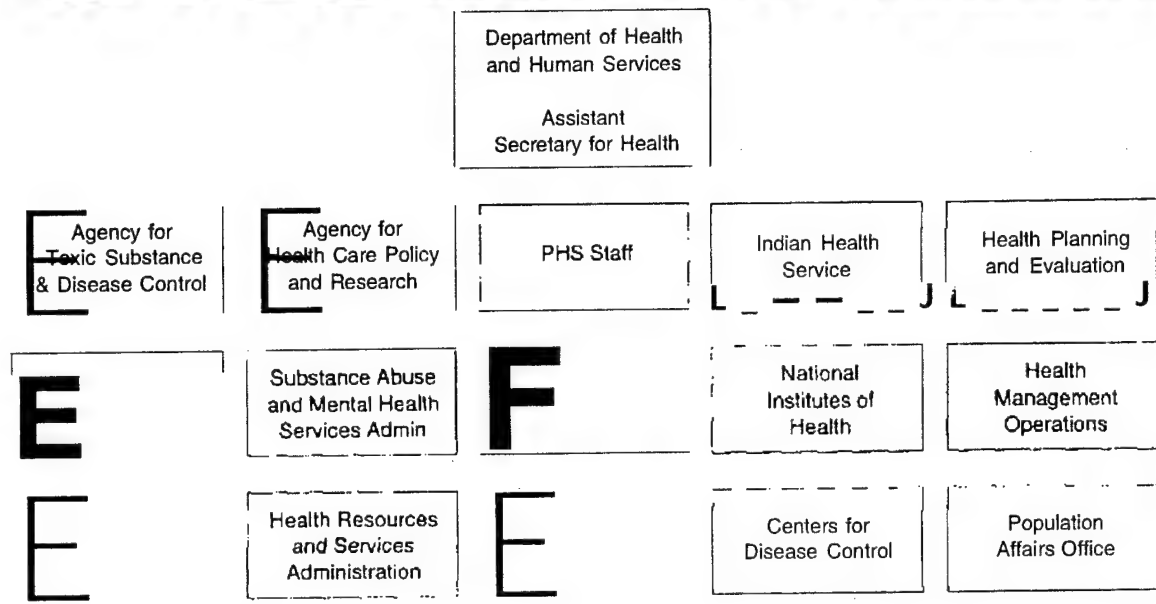 Department of Health
and Human Services
Assistant
Secretary for Health
E
Agency for
Toxic Substance
& Disease Control
E
Agency for
Health Care Policy
and Research
PHS Staff
Indian Health
Service
L _ — — _ _ J
Health Planning
and Evaluation
L _ _ _ _ J
E
Substance Abuse
and Mental Health
Services Admin
F
National
Institutes of
Health
Health
Management
Operations
E
Health Resources
and Services
Administration
E
Centers for
Disease Control
Population
Affairs Office